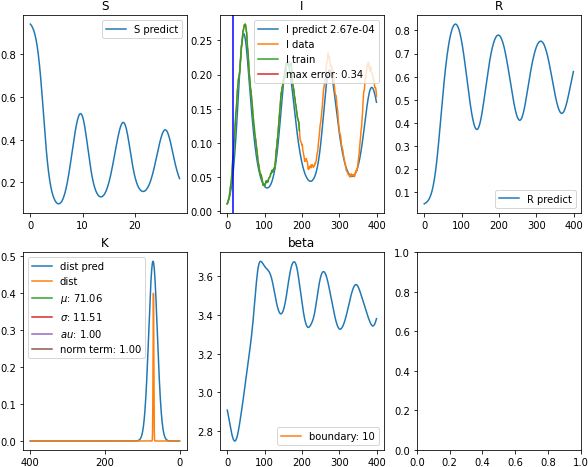 S
I
R
S predict
I predict 2.67e-04
I data
I train
max error: 0.34
R predict
0.8
0.6
0.4
0.2
0 10 20
0.25
0.20
0.15
0.10
0.05
0.00
0 100 200 300 400
0.8
0.7
0.6
0.5
0.4
0.3
0.2
0.1
0 100 200 300 400
K
beta
dist pred
dist
μ: 71.06
σ: 11.51
au: 1.00
norm term: 1.00
boundary: 10
0.5
0.4
0.3
0.2
0.1
0.0
400 200 0
3.6
3.4
3.2
3.0
2.8
0 100 200 300 400
1.0
0.8
0.6
0.4
0.2
0.0
0.0 0.2 0.4 0.6 0.8 1.0